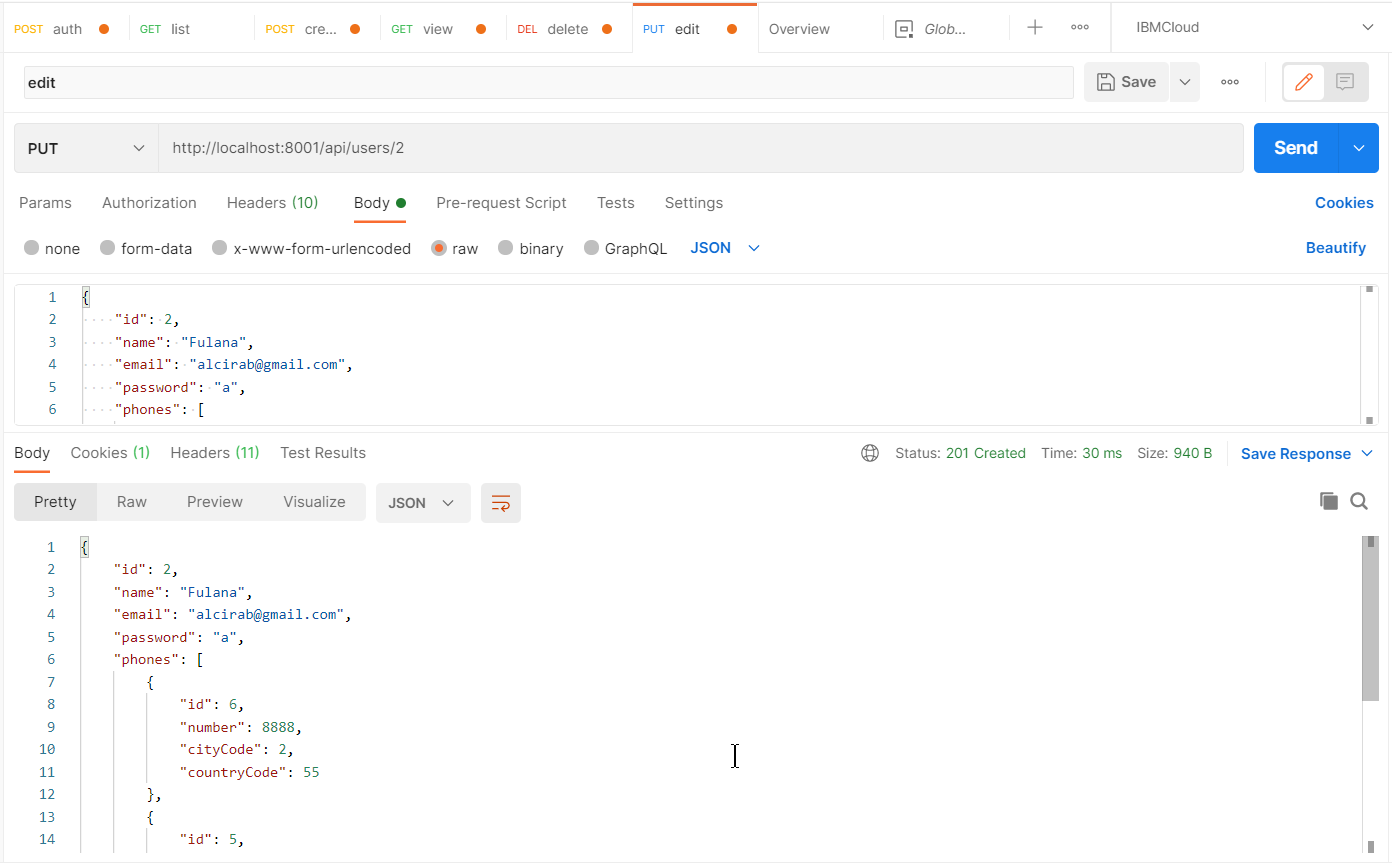 POST auth GET list POST cre... GET view DEL delete PUT edit Overview Glob... IBMCloud
edit Save
PUT http://localhost:8001/api/users/2 Send
Params Authorization Headers (10) Body Pre-request Script Tests Settings Cookies
none form-data x-www-form-urlencoded raw binary GraphQL JSON Beautify
1 {
2 "id": 2,
3 "name": "Fulana",
4 "email": "alcirab@gmail.com",
5 "password": "a",
6 "phones": [
Body Cookies (1) Headers (11) Test Results Status: 201 Created Time: 30 ms Size: 940 B Save Response
Pretty Raw Preview Visualize JSON
1 {
2 "id": 2,
3 "name": "Fulana",
4 "email": "alcirab@gmail.com",
5 "password": "a",
6 "phones": [
7 {
8 "id": 6,
9 "number": 8888,
10 "cityCode": 2,
11 "countryCode": 55
12 },
13 {
14 "id": 5,